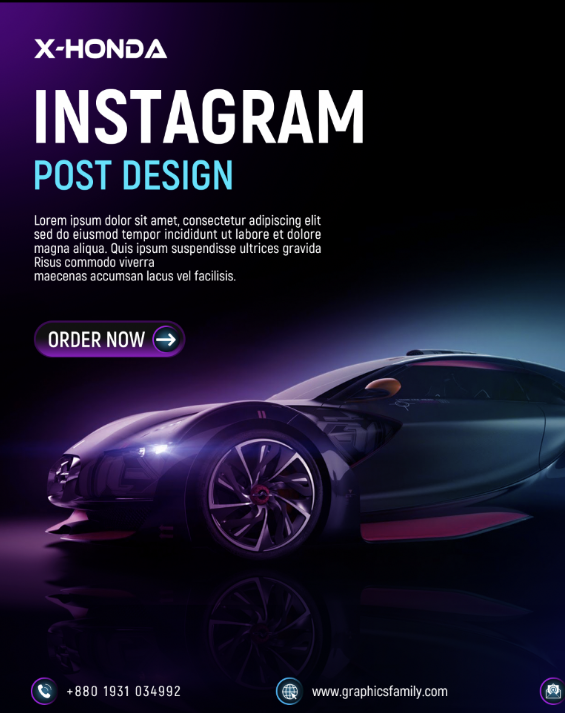 X-HONDA
INSTAGRAM
POST DESIGN
Lorem ipsum dolor sit amet, consectetur adipiscing elit
sed do eiusmod tempor incididunt ut labore et dolore
magna aliqua. Quis ipsum suspendisse ultrices gravida
Risus commodo viverra
maecenas accumsan lacus vel facilisis.
ORDER NOW
+880 1931 034992
www.graphicsfamily.com